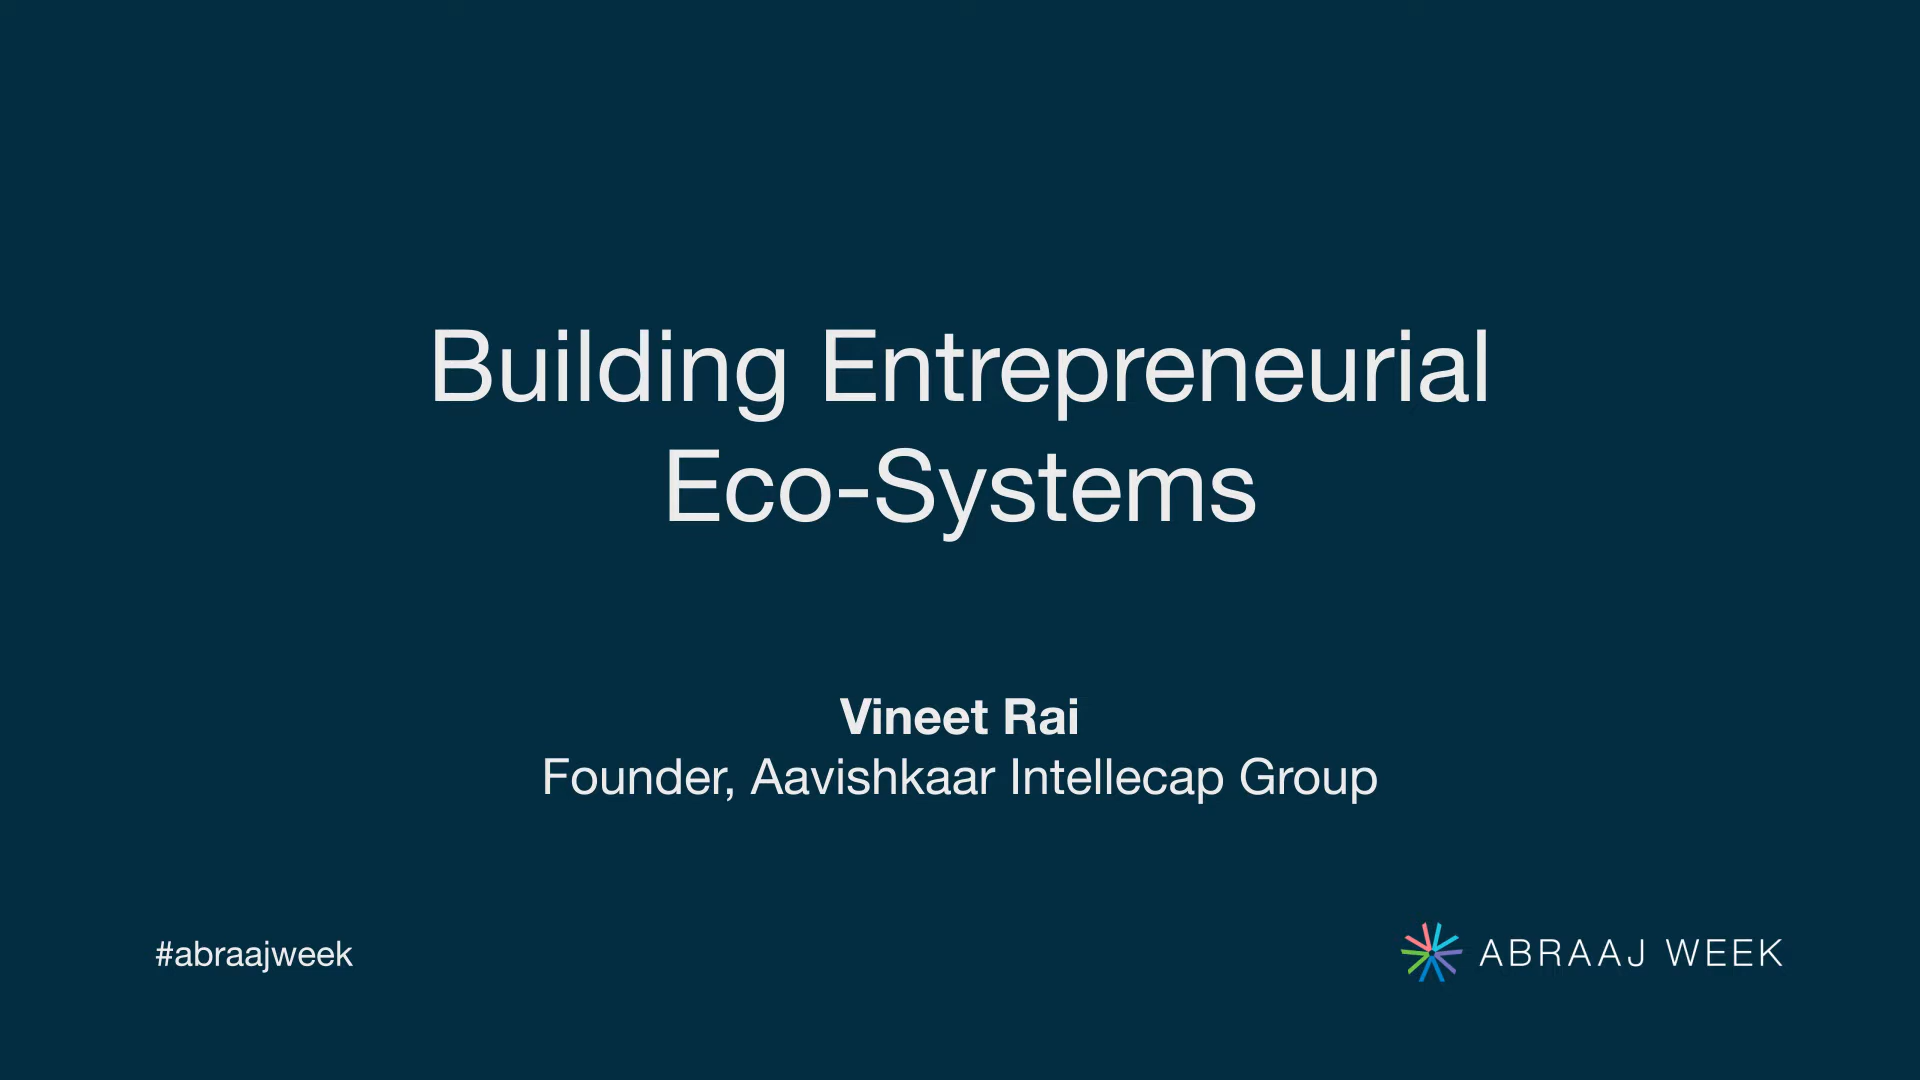 Building Entrepreneurial
Eco-Systems
Vineet Rai
Founder, Aavishkaar Intellecap Group
#abraajweek
ABRAAJ WEEK